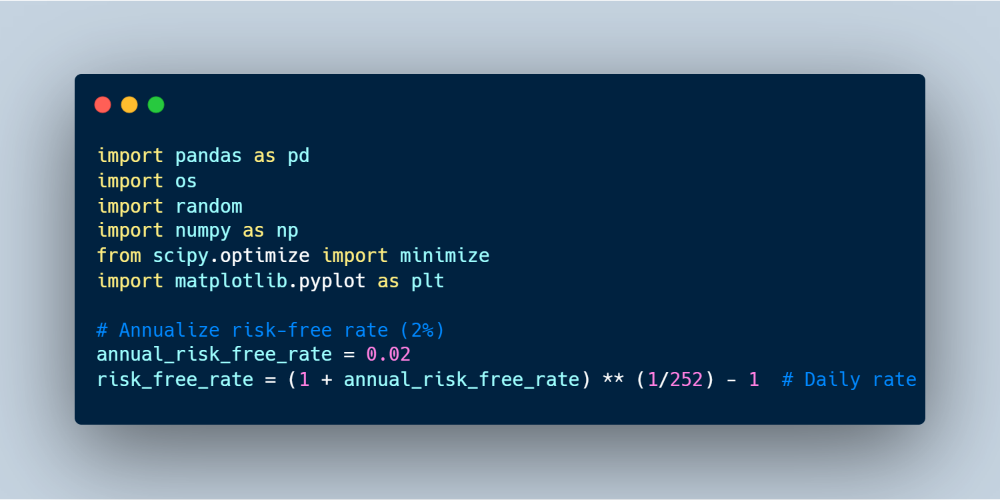 import pandas as pd
import os
import random
import numpy as np
from scipy.optimize import minimize
import matplotlib.pyplot as plt

# Annualize risk-free rate (2%)
annual_risk_free_rate = 0.02
risk_free_rate = (1 + annual_risk_free_rate) ** (1/252) - 1  # Daily rate